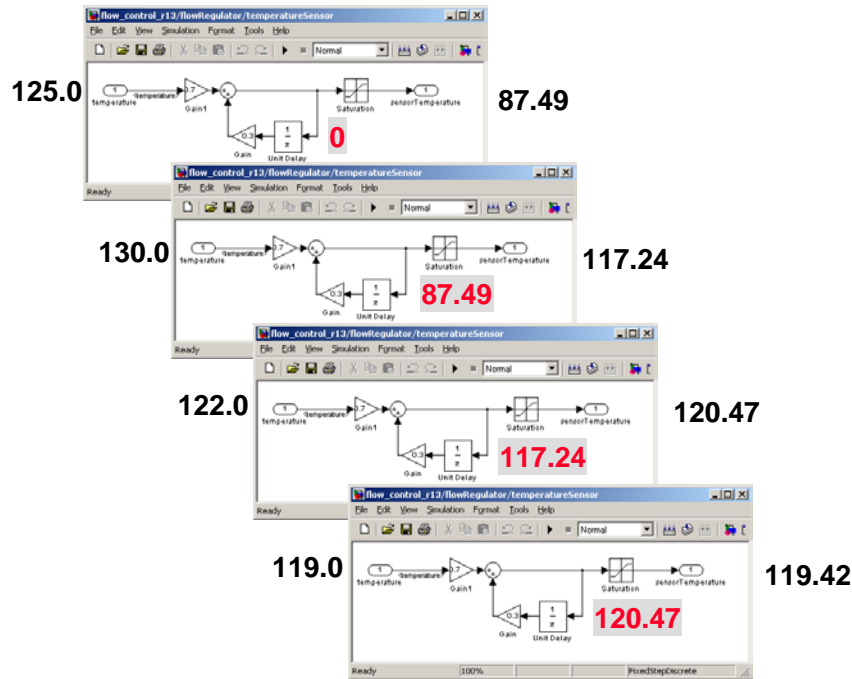 flow_control_r13/flowRegulator/temperatureSensor
File Edit View Simulation Format Tools Help
Normal
125.0
1
temperature
<temperature>
0.7
Gain1
Saturation
1
sensorTemperature
87.49
0.3
Gain
1
z
Unit Delay
0
Ready
flow_control_r13/flowRegulator/temperatureSensor
File Edit View Simulation Format Tools Help
Normal
130.0
1
temperature
<temperature>
0.7
Gain1
Saturation
1
sensorTemperature
117.24
0.3
Gain
1
z
Unit Delay
87.49
Ready
flow_control_r13/flowRegulator/temperatureSensor
File Edit View Simulation Format Tools Help
Normal
122.0
1
temperature
<temperature>
0.7
Gain1
Saturation
1
sensorTemperature
120.47
0.3
Gain
1
z
Unit Delay
117.24
Ready
flow_control_r13/flowRegulator/temperatureSensor
File Edit View Simulation Format Tools Help
Normal
119.0
1
temperature
<temperature>
0.7
Gain1
Saturation
1
sensorTemperature
119.42
0.3
Gain
1
z
Unit Delay
120.47
Ready 100% FixedStepDiscrete